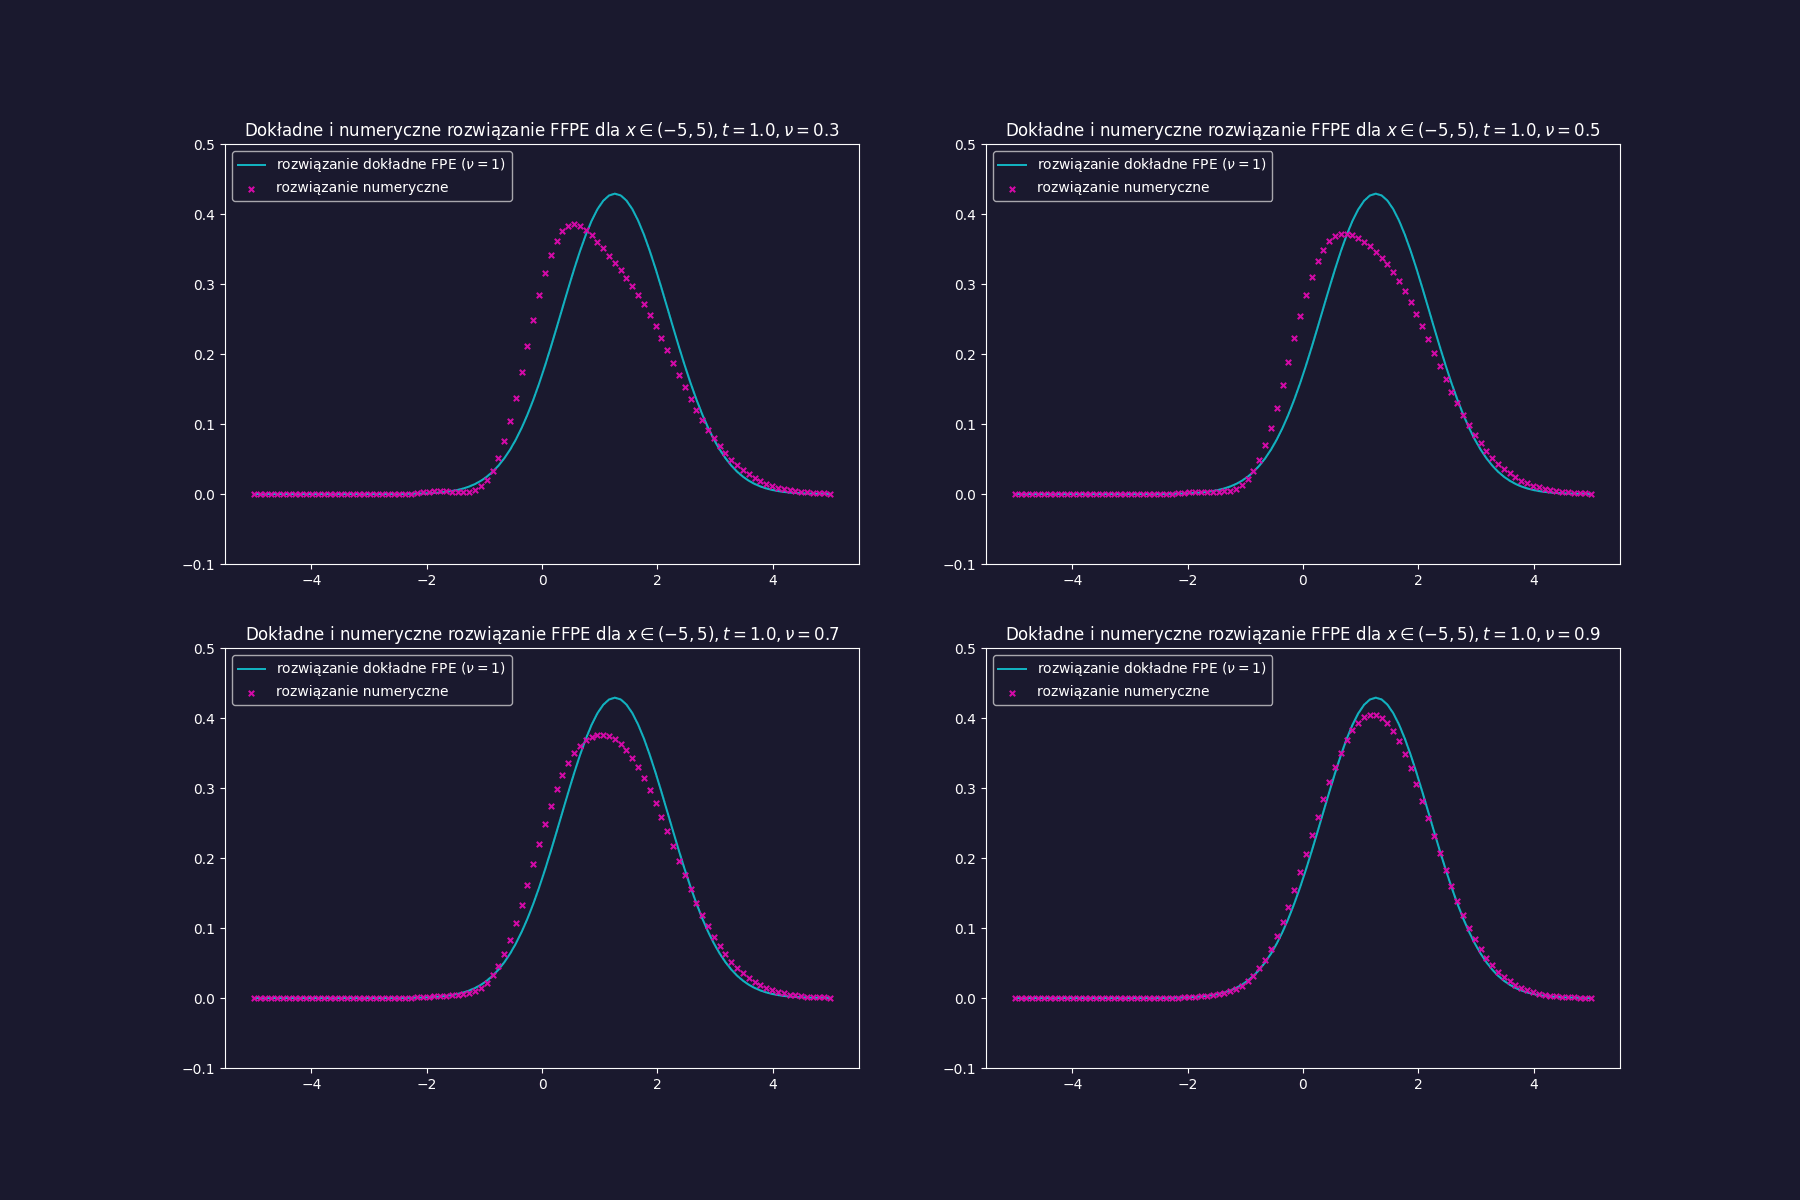 Dokładne i numeryczne rozwiązanie FFPE dla x ∈ (−5, 5), t = 1.0, ν = 0.3
rozwiązanie dokładne FPE (ν = 1)
rozwiązanie numeryczne
0.5
0.4
0.3
0.2
0.1
0.0
−0.1
−4 −2 0 2 4
Dokładne i numeryczne rozwiązanie FFPE dla x ∈ (−5, 5), t = 1.0, ν = 0.5
rozwiązanie dokładne FPE (ν = 1)
rozwiązanie numeryczne
0.5
0.4
0.3
0.2
0.1
0.0
−0.1
−4 −2 0 2 4
Dokładne i numeryczne rozwiązanie FFPE dla x ∈ (−5, 5), t = 1.0, ν = 0.7
rozwiązanie dokładne FPE (ν = 1)
rozwiązanie numeryczne
0.5
0.4
0.3
0.2
0.1
0.0
−0.1
−4 −2 0 2 4
Dokładne i numeryczne rozwiązanie FFPE dla x ∈ (−5, 5), t = 1.0, ν = 0.9
rozwiązanie dokładne FPE (ν = 1)
rozwiązanie numeryczne
0.5
0.4
0.3
0.2
0.1
0.0
−0.1
−4 −2 0 2 4